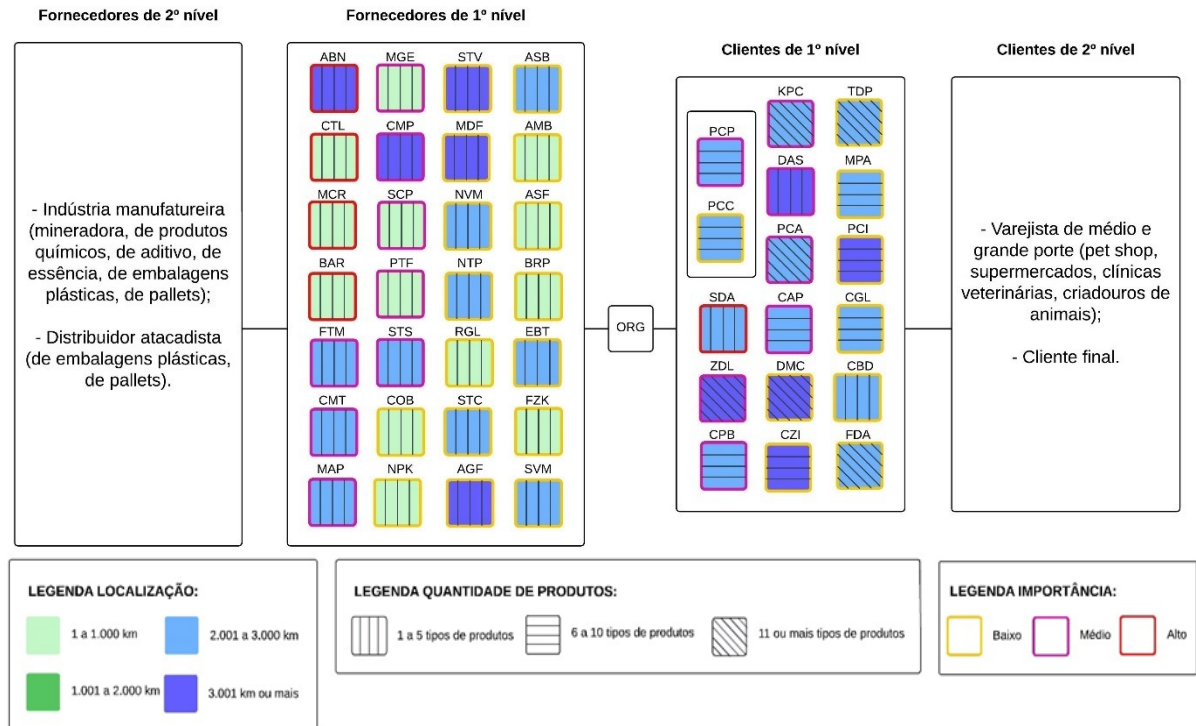 Fornecedores de 2º nível
Fornecedores de 1º nível
Clientes de 1º nível
Clientes de 2º nível
- Indústria manufatureira
(mineradora, de produtos
químicos, de aditivo, de
essência, de embalagens
plásticas, de pallets);
- Distribuidor atacadista
(de embalagens plásticas,
de pallets).
ABN MGE STV ASB
CTL CMP MDF AMB
MCR SCP NVM ASF
BAR PTF NTP BRP
FTM STS RGL EBT
CMT COB STC FZK
MAP NPK AGF SVM
ORG
KPC TDP
PCP
DAS MPA
PCC
PCA PCI
SDA CAP CGL
ZDL DMC CBD
CPB CZI FDA
- Varejista de médio e
grande porte (pet shop,
supermercados, clínicas
veterinárias, criadouros de
animais);
- Cliente final.
LEGENDA LOCALIZAÇÃO:
1 a 1.000 km
2.001 a 3.000 km
1.001 a 2.000 km
3.001 km ou mais
LEGENDA QUANTIDADE DE PRODUTOS:
1 a 5 tipos de produtos
6 a 10 tipos de produtos
11 ou mais tipos de produtos
LEGENDA IMPORTÂNCIA:
Baixo
Médio
Alto